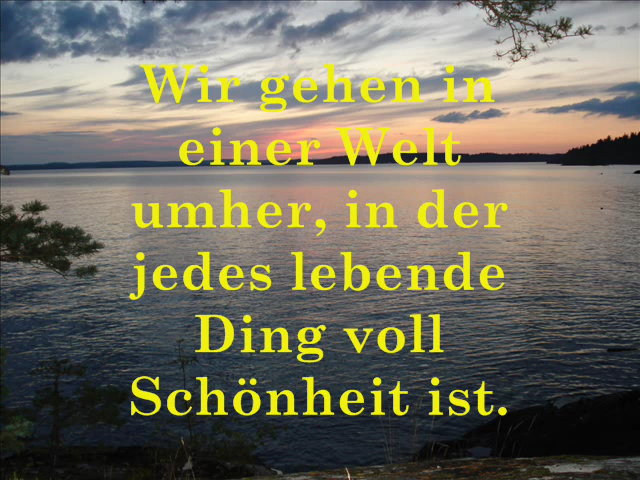 Wir gehen in
einer Welt
umher, in der
jedes lebende
Ding voll
Schönheit ist.